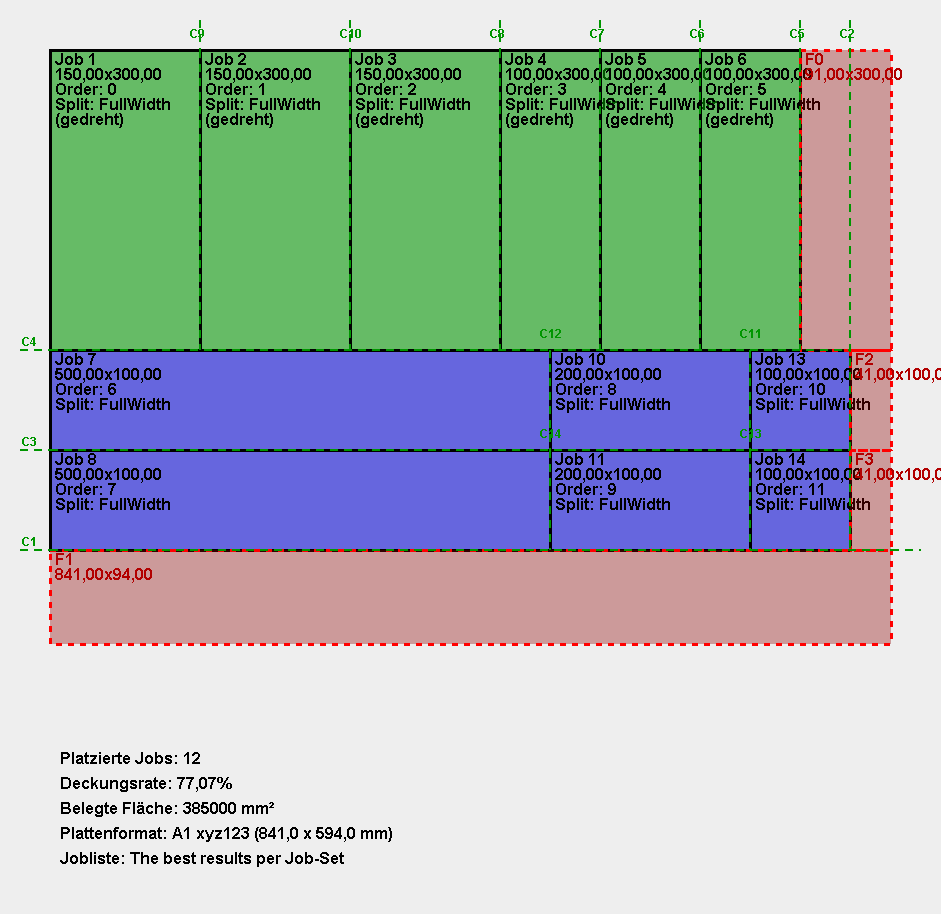 C9 C10 C8 C7 C6 C5 C2
Job 1
150,00x300,00
Order: 0
Split: FullWidth
(gedreht)
Job 2
150,00x300,00
Order: 1
Split: FullWidth
(gedreht)
Job 3
150,00x300,00
Order: 2
Split: FullWidth
(gedreht)
Job 4
100,00x300,00
Order: 3
Split: FullWidth
(gedreht)
Job 5
100,00x300,00
Order: 4
Split: FullWidth
(gedreht)
Job 6
100,00x300,00
Order: 5
Split: FullWidth
(gedreht)
F0
91,00x300,00
C12 C11
C4
Job 7
500,00x100,00
Order: 6
Split: FullWidth
Job 10
200,00x100,00
Order: 8
Split: FullWidth
Job 13
100,00x100,00
Order: 10
Split: FullWidth
F2
41,00x100,0
C14 C13
C3
Job 8
500,00x100,00
Order: 7
Split: FullWidth
Job 11
200,00x100,00
Order: 9
Split: FullWidth
Job 14
100,00x100,00
Order: 11
Split: FullWidth
F3
41,00x100,0
C1
F1
841,00x94,00
Platzierte Jobs: 12
Deckungsrate: 77,07%
Belegte Fläche: 385000 mm²
Plattenformat: A1 xyz123 (841,0 x 594,0 mm)
Jobliste: The best results per Job-Set